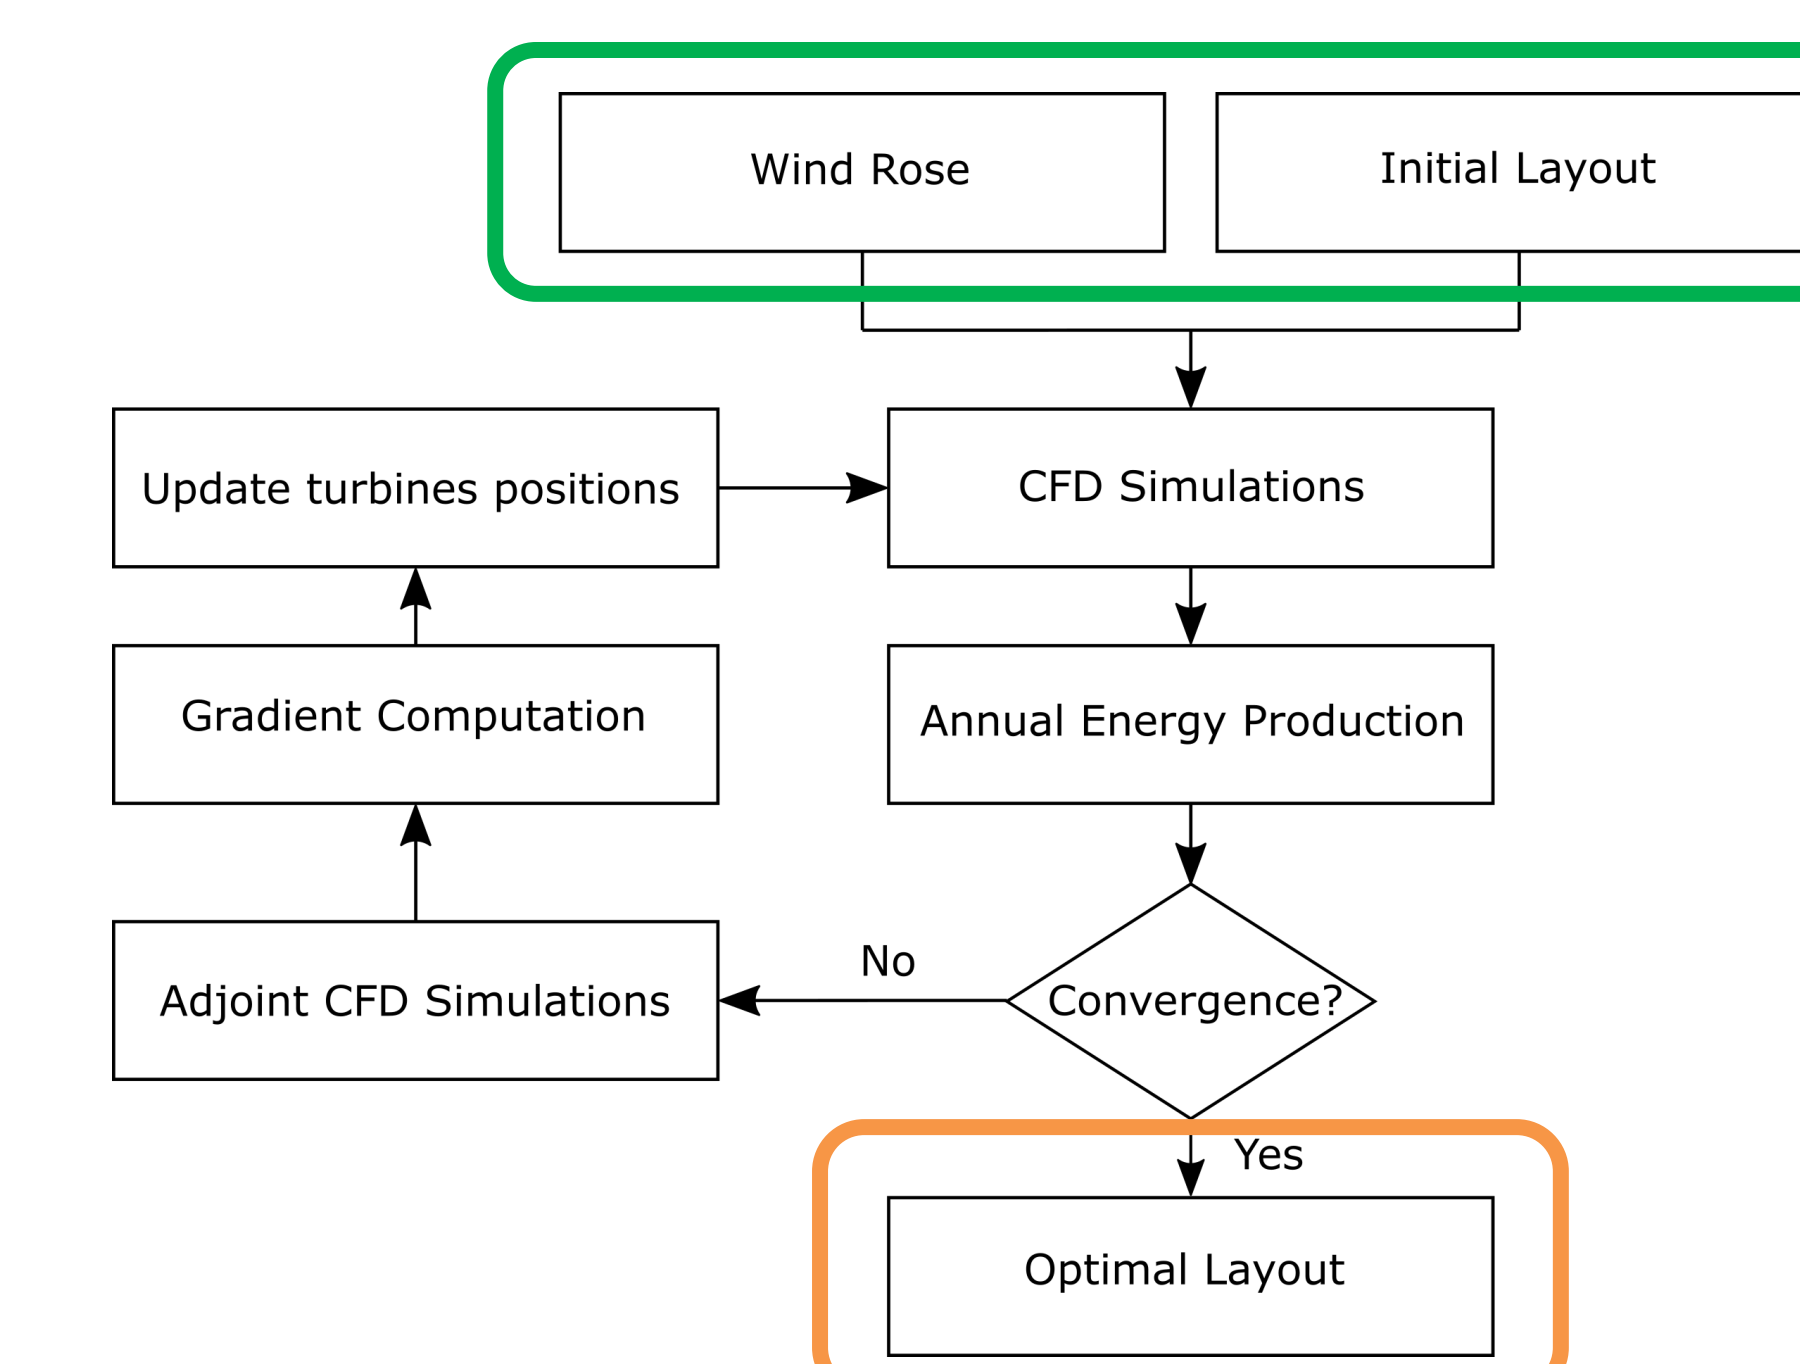 Wind Rose
Initial Layout
Update turbines positions
CFD Simulations
Gradient Computation
Annual Energy Production
No
Adjoint CFD Simulations
Convergence?
Yes
Optimal Layout